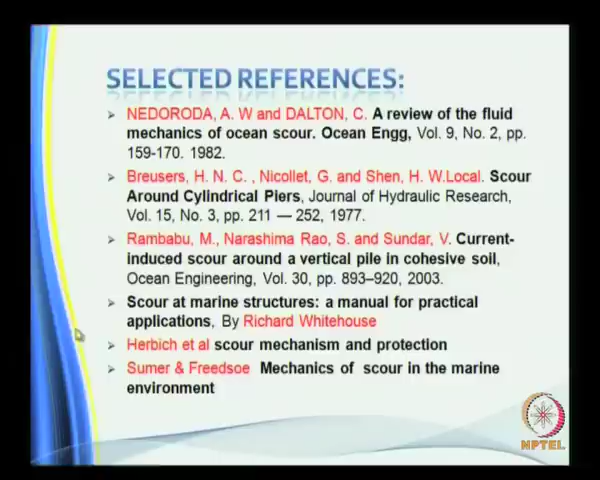 SELECTED REFERENCES:
➢ NEDORODA, A. W and DALTON, C. A review of the fluid
mechanics of ocean scour. Ocean Engg, Vol. 9, No. 2, pp.
159-170. 1982.
➢ Breusers, H. N. C. , Nicollet, G. and Shen, H. W.Local. Scour
Around Cylindrical Piers, Journal of Hydraulic Research,
Vol. 15, No. 3, pp. 211 — 252, 1977.
➢ Rambabu, M., Narashima Rao, S. and Sundar, V. Current-
induced scour around a vertical pile in cohesive soil,
Ocean Engineering, Vol. 30, pp. 893–920, 2003.
➢ Scour at marine structures: a manual for practical
applications, By Richard Whitehouse
➢ Herbich et al scour mechanism and protection
➢ Sumer & Freedsoe Mechanics of scour in the marine
environment
NPTEL